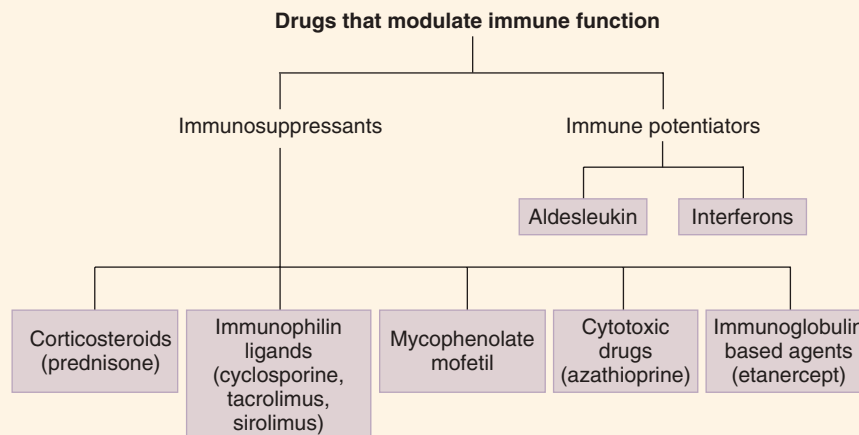 Drugs that modulate immune function
Immunosuppressants
Immune potentiators
Aldesleukin
Interferons
Corticosteroids
(prednisone)
Immunophilin
ligands
(cyclosporine,
tacrolimus,
sirolimus)
Mycophenolate
mofetil
Cytotoxic
drugs
(azathioprine)
Immunoglobulin
based agents
(etanercept)